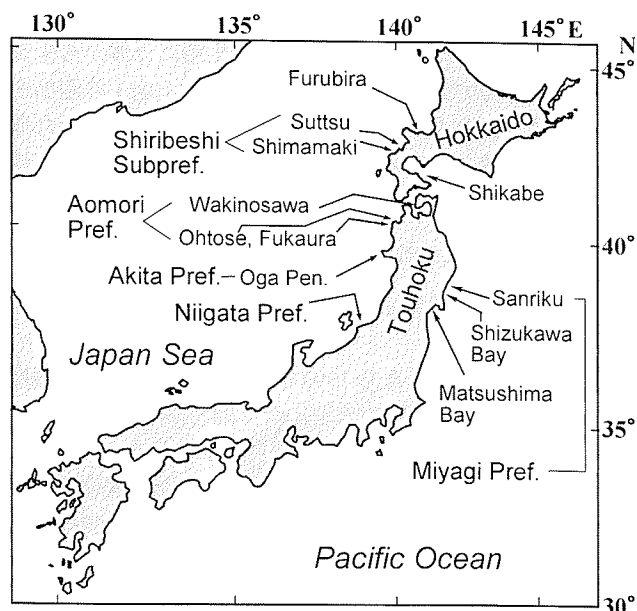 130° 135° 140° 145° E
N
45°
Furubira
Hokkaido
Suttsu
Shiribeshi
Subpref.
Shimamaki
Shikabe
Wakinosawa
Aomori
Pref.
Ohtose, Fukaura
40°
Akita Pref. – Oga Pen.
Touhoku
Sanriku
Niigata Pref.
Shizukawa
Bay
Japan Sea
Matsushima
Bay
35°
Miyagi Pref.
Pacific Ocean
30°